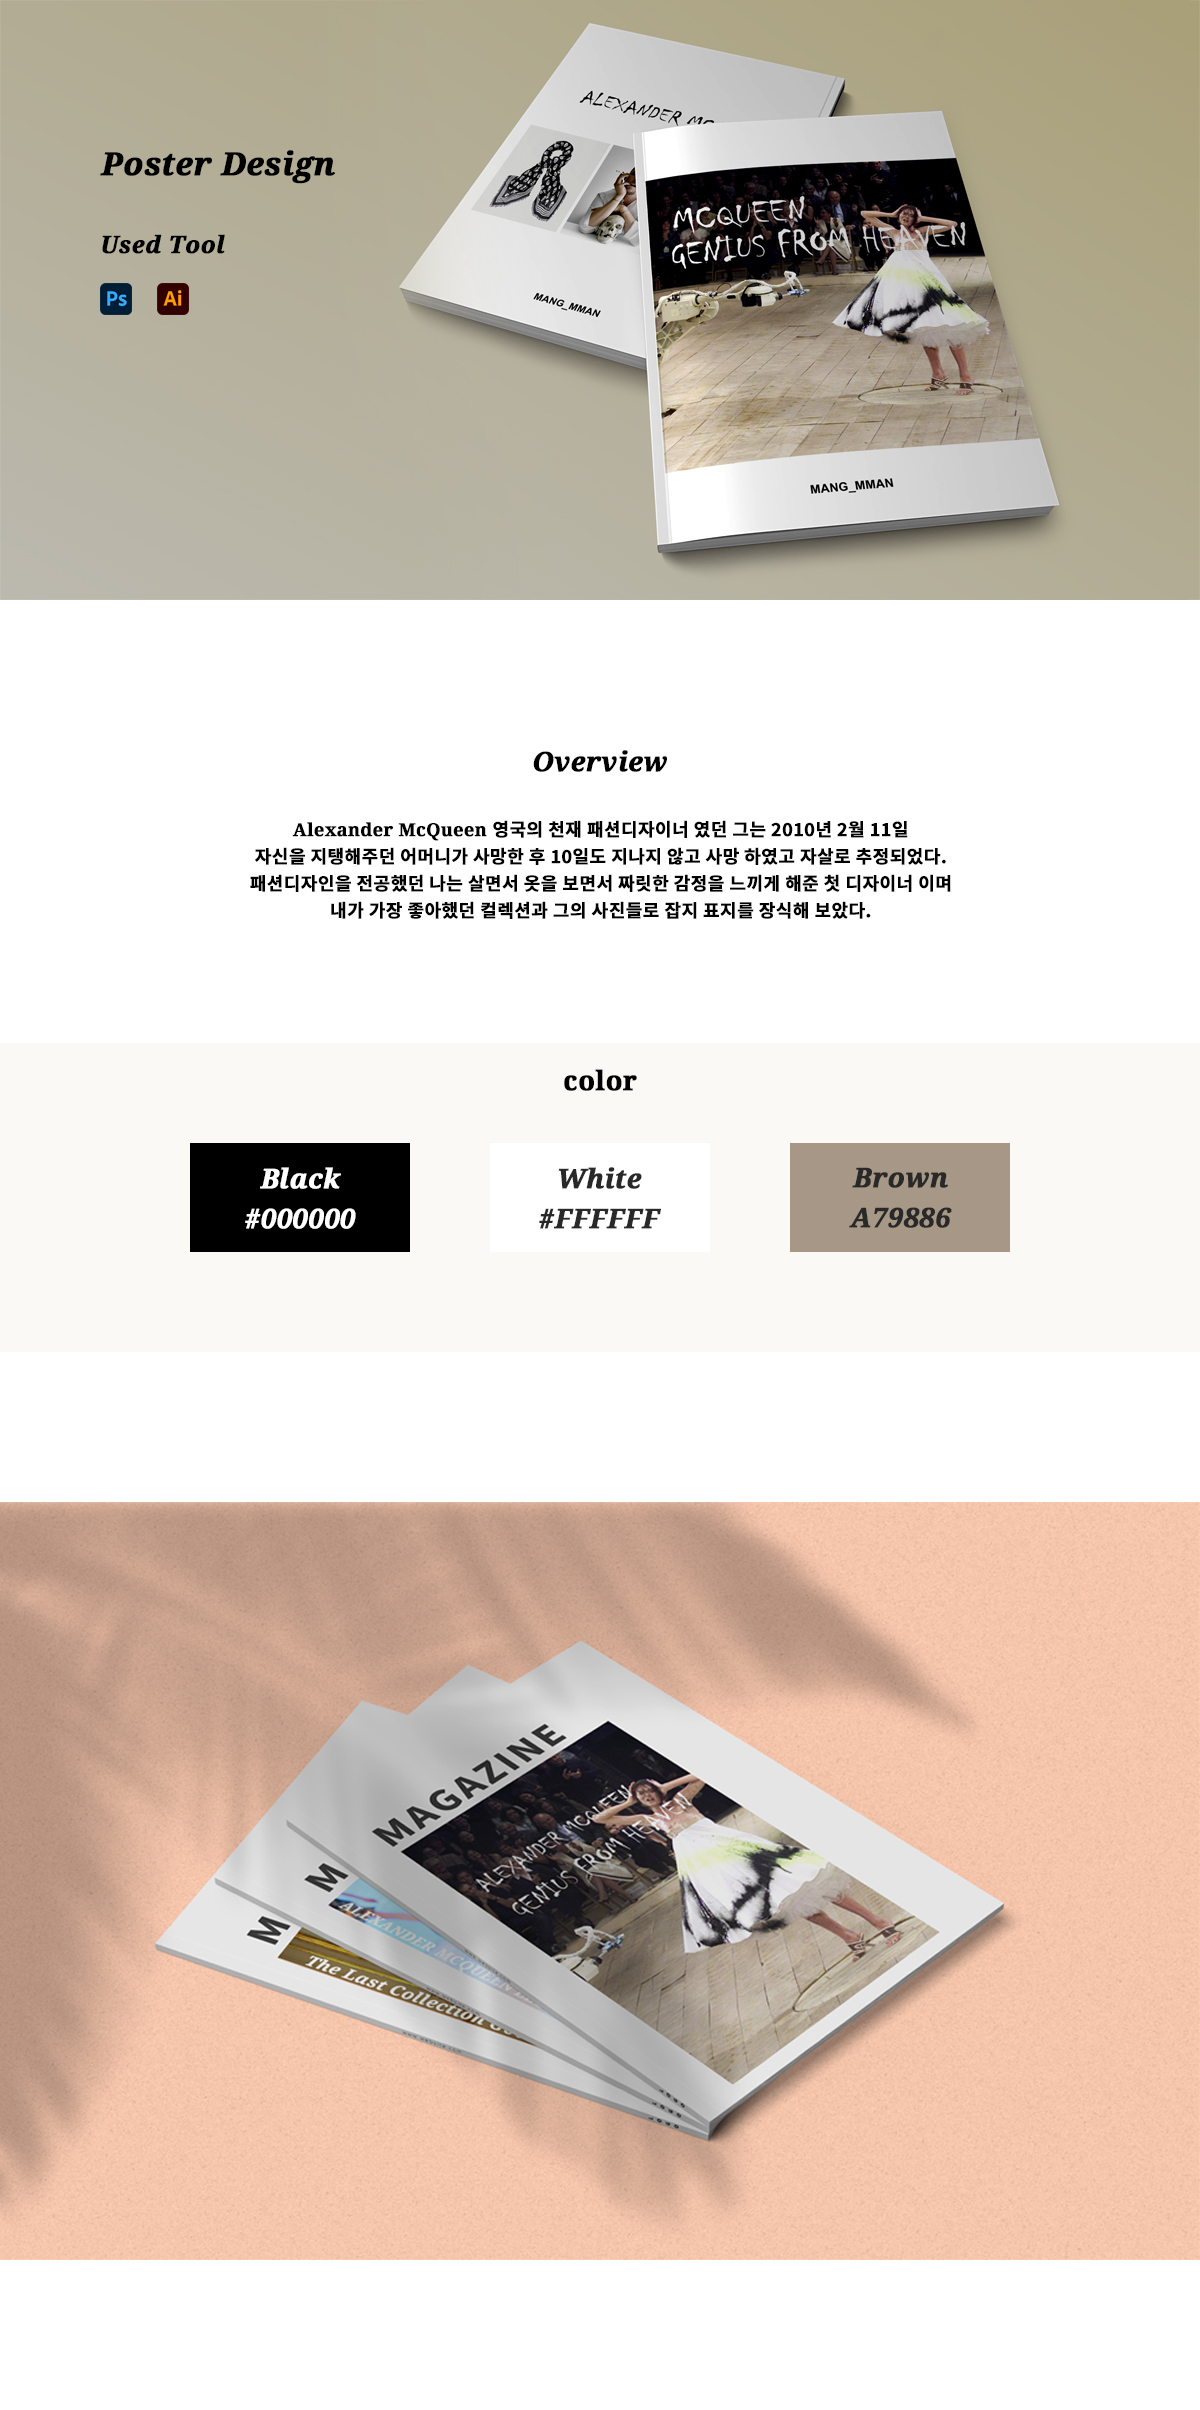 Poster Design
Used Tool
Ps Ai
ALEXANDER
MANG_MMAN
MCQUEEN
GENIUS FROM HEAVEN
MANG_MMAN
Overview
Alexander McQueen 영국의 천재 패션디자이너 였던 그는 2010년 2월 11일
자신을 지탱해주던 어머니가 사망한 후 10일도 지나지 않고 사망 하였고 자살로 추정되었다.
패션디자인을 전공했던 나는 살면서 옷을 보면서 짜릿한 감정을 느끼게 해준 첫 디자이너 이며
내가 가장 좋아했던 컬렉션과 그의 사진들로 잡지 표지를 장식해 보았다.
color
Black
#000000
White
#FFFFFF
Brown
A79886
MAGAZINE
ALEXANDER MCQUEEN
GENIUS FROM HEAVEN
M
ALEXANDER MCQUEEN
M
The Last Collection